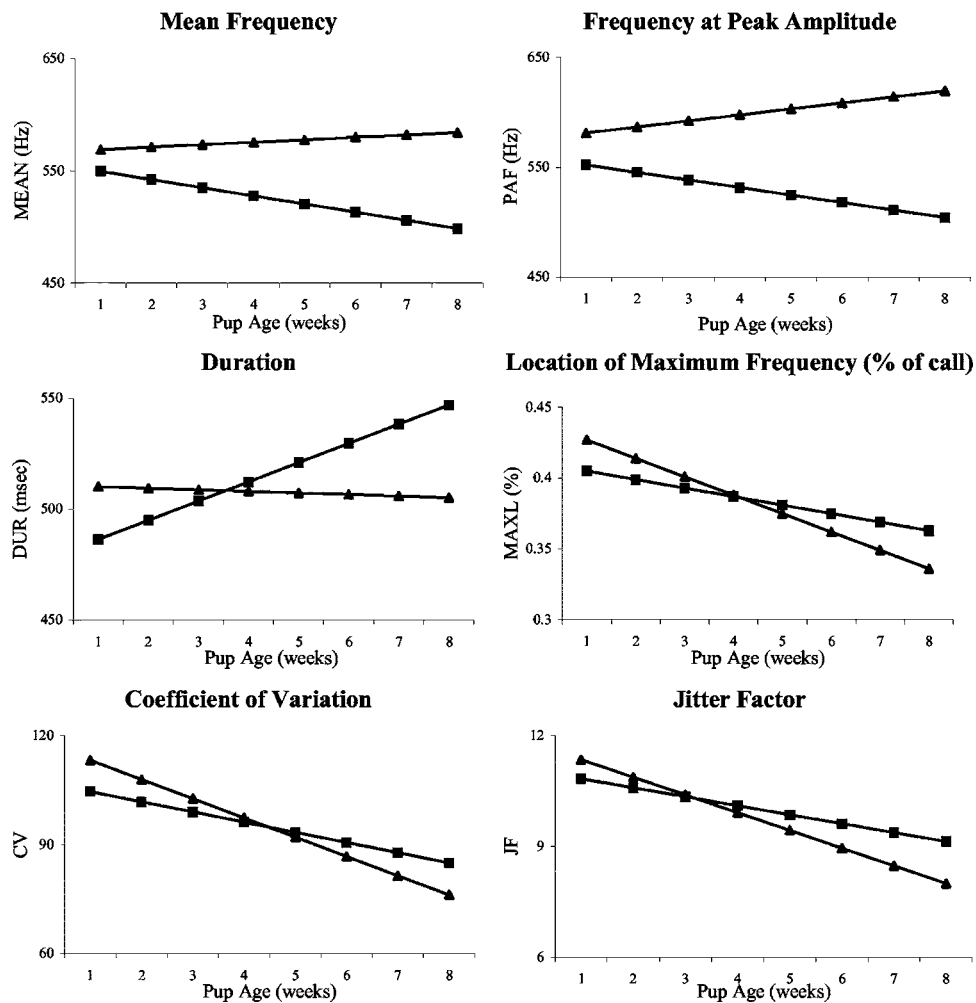 Mean Frequency
650
550
450
MEAN (Hz)
1 2 3 4 5 6 7 8
Pup Age (weeks)
Frequency at Peak Amplitude
650
550
450
PAF (Hz)
1 2 3 4 5 6 7 8
Pup Age (weeks)
Duration
550
500
450
DUR (msec)
1 2 3 4 5 6 7 8
Pup Age (weeks)
Location of Maximum Frequency (% of call)
0.45
0.4
0.35
0.3
MAXL (%)
1 2 3 4 5 6 7 8
Pup Age (weeks)
Coefficient of Variation
120
90
60
CV
1 2 3 4 5 6 7 8
Pup Age (weeks)
Jitter Factor
12
9
6
JF
1 2 3 4 5 6 7 8
Pup Age (weeks)